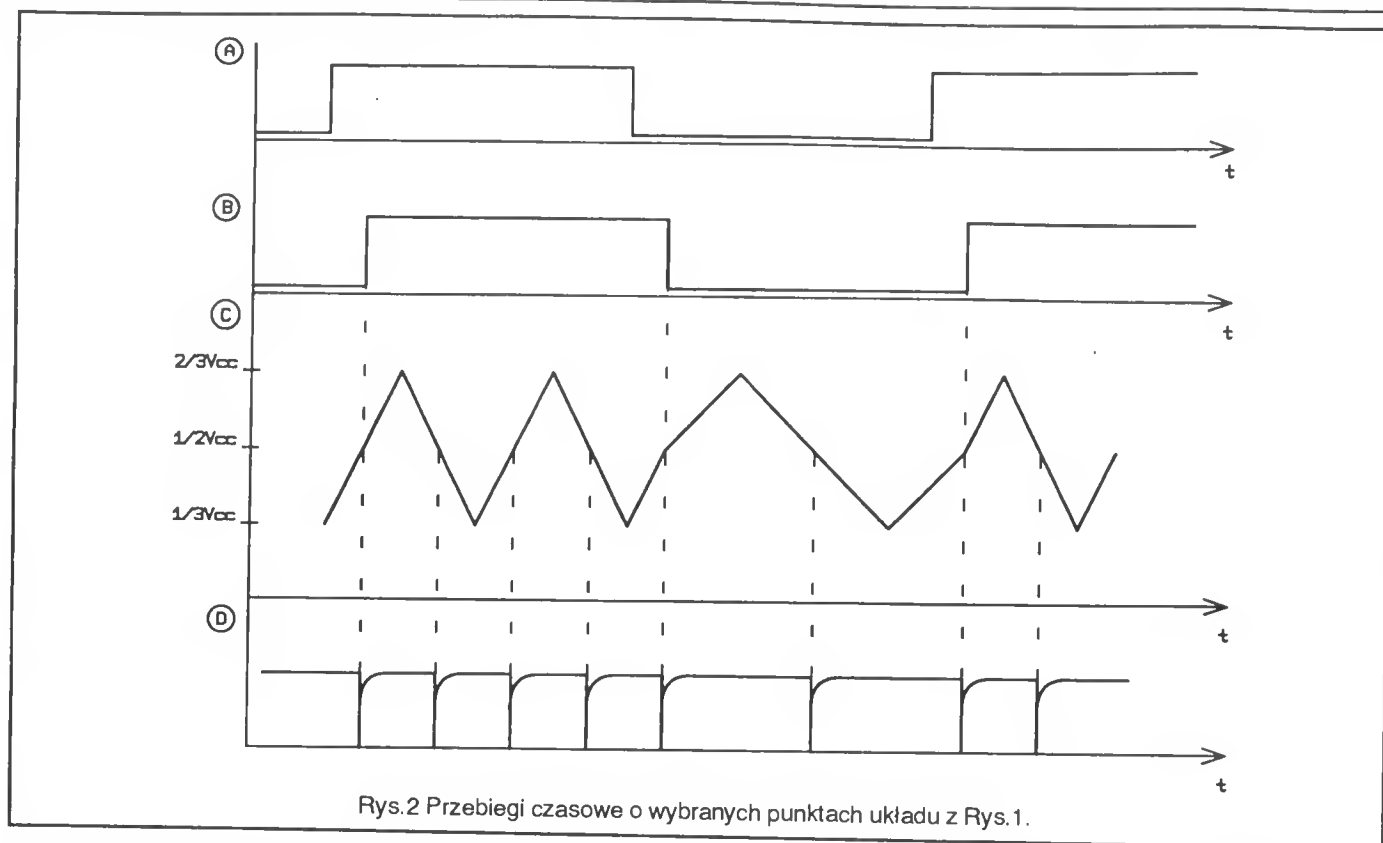 A
t
B
t
C
2/3Vcc
1/2Vcc
1/3Vcc
t
D
t
Rys.2 Przebiegi czasowe o wybranych punktach układu z Rys.1.